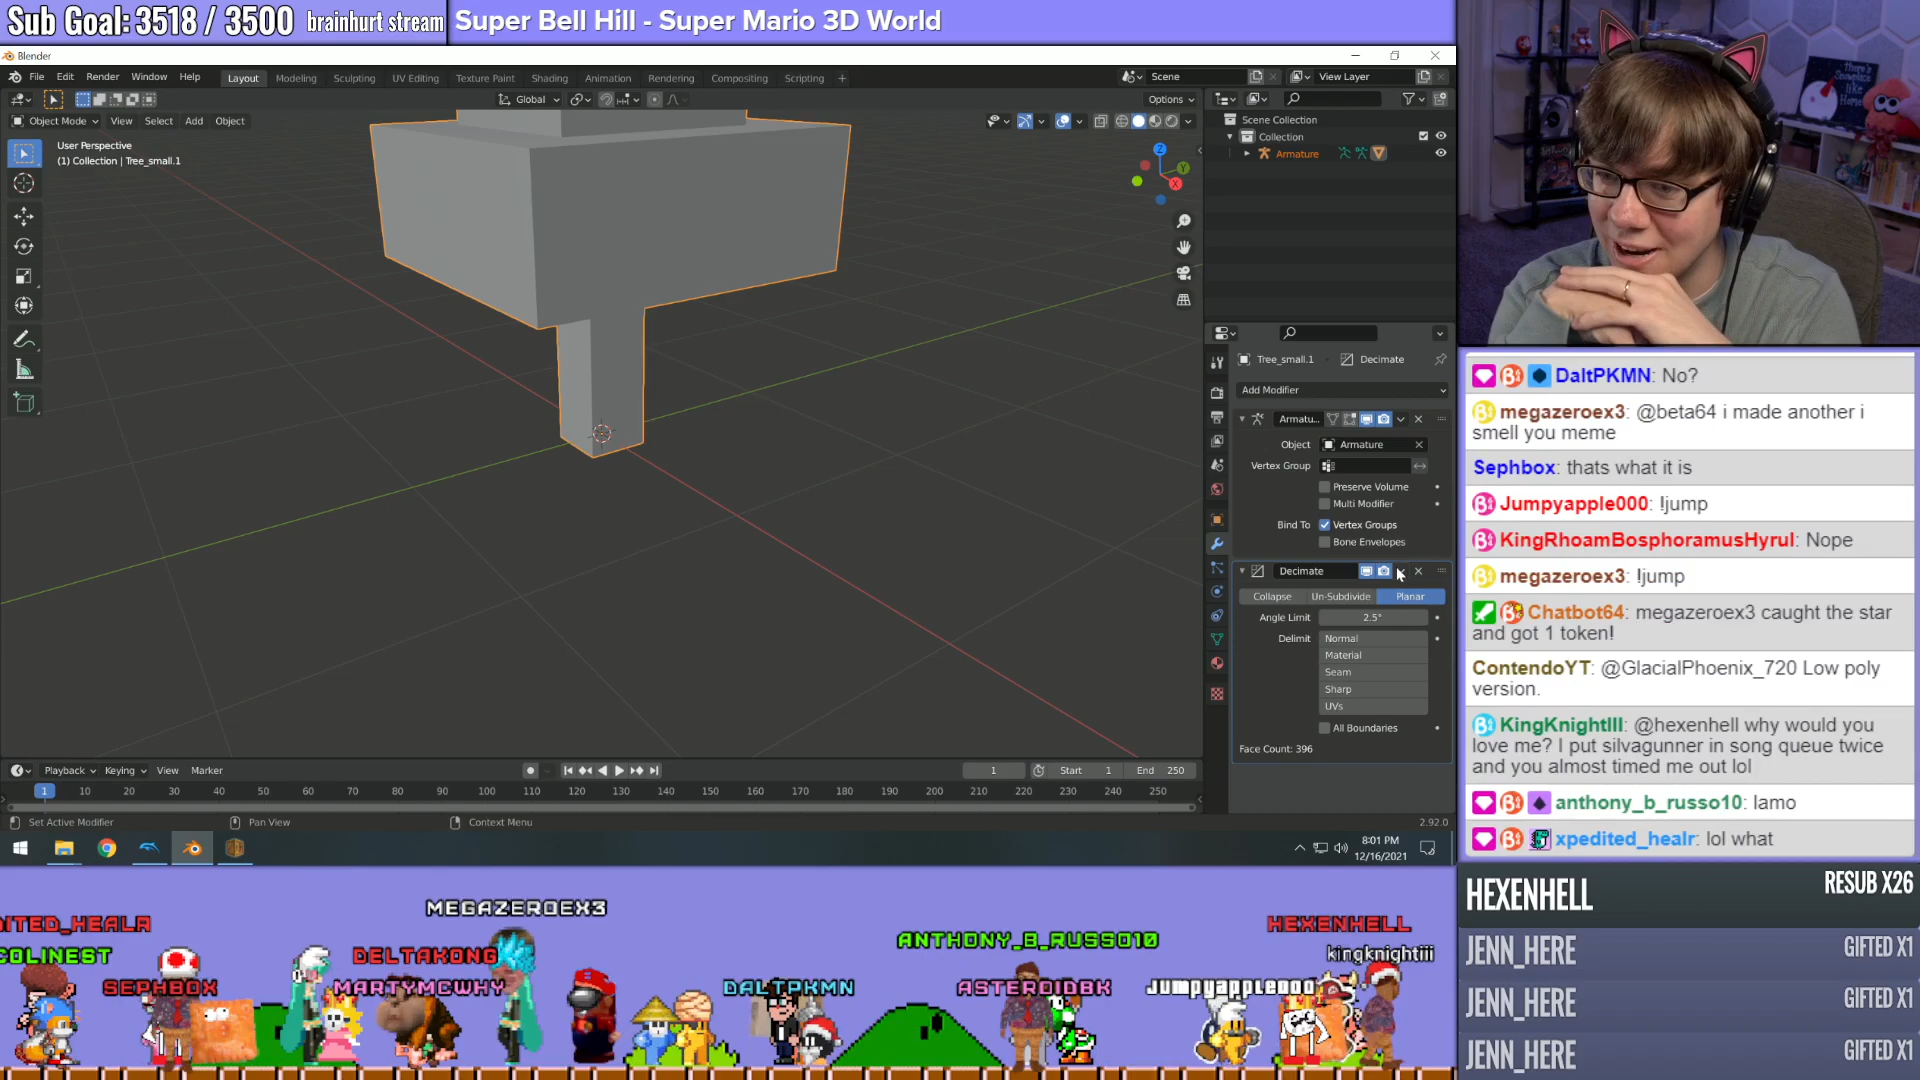 Sub Goal: 3518 / 3500 brainhurt stream
Super Bell Hill - Super Mario 3D World
Blender
File Edit Render Window Help
Layout Modeling Sculpting UV Editing Texture Paint Shading Animation Rendering Compositing Scripting +
Scene
View Layer
Global
Options
Object Mode View Select Add Object
User Perspective
(1) Collection | Tree_small.1
Z
Y
X
Scene Collection
Collection
Armature
Tree_small.1 Decimate
Add Modifier
Armatu...
Object Armature
Vertex Group
Preserve Volume
Multi Modifier
Bind To Vertex Groups
Bone Envelopes
Decimate
Collapse Un-Subdivide Planar
Angle Limit 2.5°
Delimit Normal
Material
Seam
Sharp
UVs
All Boundaries
Face Count: 396
Playback Keying View Marker
1 Start 1 End 250
1 10 20 30 40 50 60 70 80 90 100 110 120 130 140 150 160 170 180 190 200 210 220 230 240 250
Set Active Modifier Pan View Context Menu 2.92.0
8:01 PM
12/16/2021
There's
No place
like
Home
DaltPKMN: No?
megazeroex3: @beta64 i made another i
smell you meme
Sephbox: thats what it is
Jumpyapple000: !jump
KingRhoamBosphoramusHyrul: Nope
megazeroex3: !jump
Chatbot64: megazeroex3 caught the star
and got 1 token!
ContendoYT: @GlacialPhoenix_720 Low poly
version.
KingKnightIII: @hexenhell why would you
love me? I put silvagunner in song queue twice
and you almost timed me out lol
anthony_b_russo10: lamo
xpedited_healr: lol what
HEXENHELL RESUB X26
JENN_HERE GIFTED X1
JENN_HERE GIFTED X1
JENN_HERE GIFTED X1
ITED_HEALR
MEGAZEROEX3
HEXENHELL
COLINEST
DELTAKONG
ANTHONY_B_RUSSO10
kingknightiii
SEPHBOX
MARTYMCWHY
DALTPKMN
ASTEROIDBK
Jumpyapple000